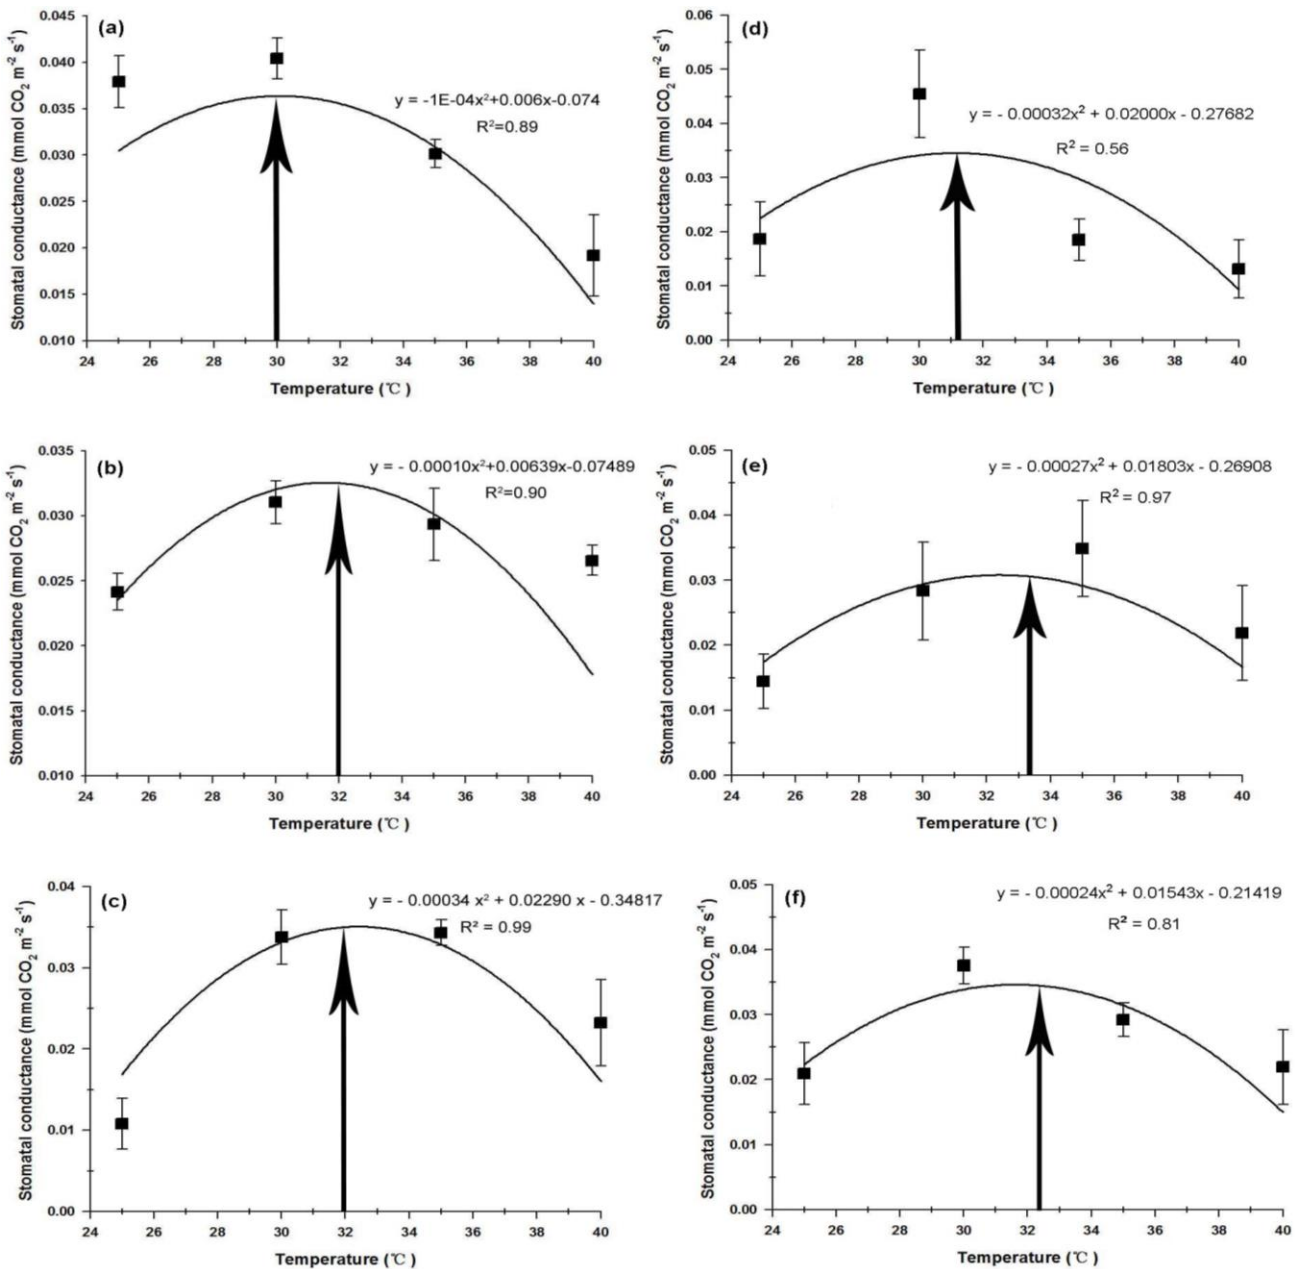 (a)
Stomatal conductance (mmol CO₂ m⁻² s⁻¹)
0.045
0.040
0.035
0.030
0.025
0.020
0.015
0.010
y = -1E-04x²+0.006x-0.074
R²=0.89
24 26 28 30 32 34 36 38 40
Temperature (℃)
(d)
Stomatal conductance (mmol CO₂ m⁻² s⁻¹)
0.06
0.05
0.04
0.03
0.02
0.01
0.00
y = - 0.00032x² + 0.02000x - 0.27682
R² = 0.56
24 26 28 30 32 34 36 38 40
Temperature (℃)
(b)
Stomatal conductance (mmol CO₂ m⁻² s⁻¹)
0.035
0.030
0.025
0.020
0.015
0.010
y = - 0.00010x²+0.00639x-0.07489
R²=0.90
24 26 28 30 32 34 36 38 40
Temperature (℃)
(e)
Stomatal conductance (mmol CO₂ m⁻² s⁻¹)
0.05
0.04
0.03
0.02
0.01
0.00
y = - 0.00027x² + 0.01803x - 0.26908
R² = 0.97
24 26 28 30 32 34 36 38 40
Temperature (℃)
(c)
Stomatal conductance (mmol CO₂ m⁻² s⁻¹)
0.04
0.03
0.02
0.01
0.00
y = - 0.00034 x² + 0.02290 x - 0.34817
R² = 0.99
24 26 28 30 32 34 36 38 40
Temperature (℃)
(f)
Stomatal conductance (mmol CO₂ m⁻² s⁻¹)
0.05
0.04
0.03
0.02
0.01
0.00
y = - 0.00024x² + 0.01543x - 0.21419
R² = 0.81
24 26 28 30 32 34 36 38 40
Temperature (℃)